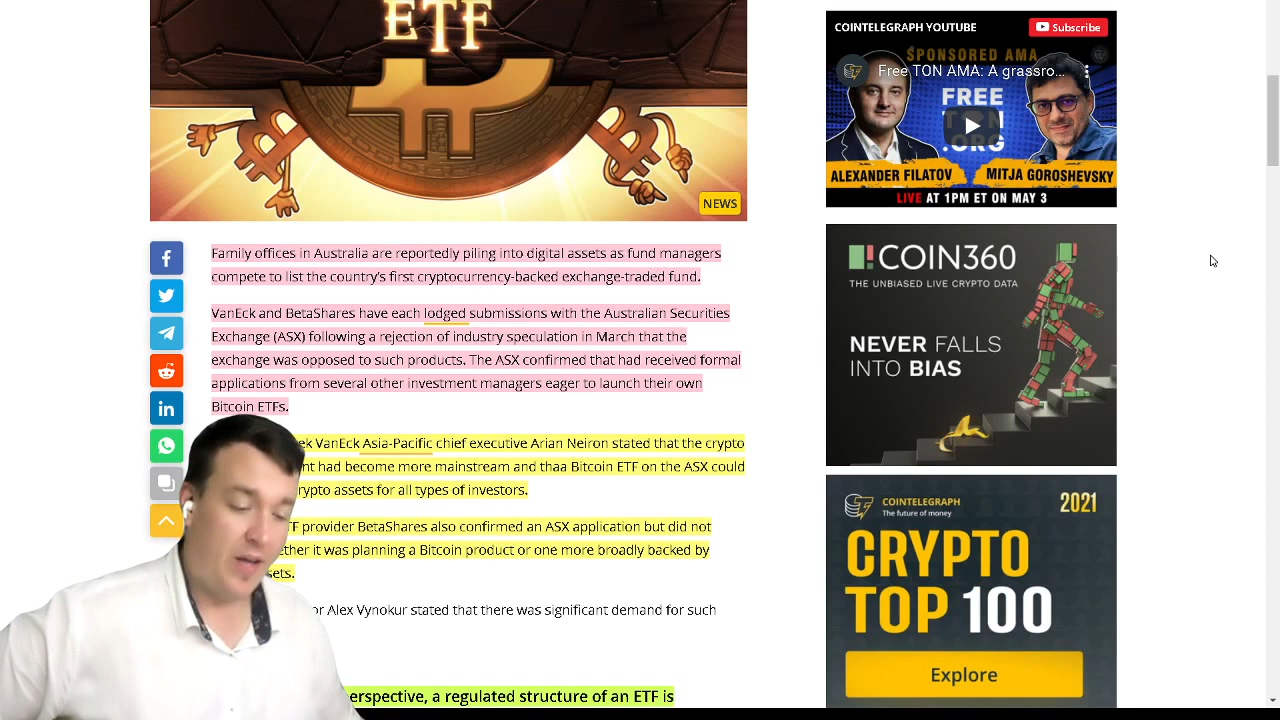 ETF
NEWS
Family offices in Australia are reportedly piling into digital assets as fund managers
compete to list the county's first cryptocurrency-backed exchange-traded fund.
VanEck and BetaShares have each lodged submissions with the Australian Securities
Exchange (ASX) following a rejection of industry speculation in March that the
exchange was opposed to such products. The ASX confirmed that had received formal
applications from several other investment managers eager to launch their own
Bitcoin ETFs.
ek VanEck Asia-Pacific chief executive Arian Neiron stated that the crypto
nt had become more mainstream and thaa Bitcoin ETF on the ASX could
rypto assets for all types of investors.
TF provider BetaShares also confirmed an ASX application but did not
ether it was planning a Bitcoin product or one more broadly backed by
sets.
or Alex Vynokur stated that there was significant demand for such
erspective, a regulated structure of an ETF is
COINTELEGRAPH YOUTUBE
Subscribe
SPONSORED AMA
Free TON AMA: A grassro...
FREE
TON
.ORG
ALEXANDER FILATOV
MITJA GOROSHEVSKY
LIVE AT 1PM ET ON MAY 3
COIN360
THE UNBIASED LIVE CRYPTO DATA
NEVER FALLS
INTO BIAS
COINTELEGRAPH
The future of money
2021
CRYPTO
TOP 100
Explore